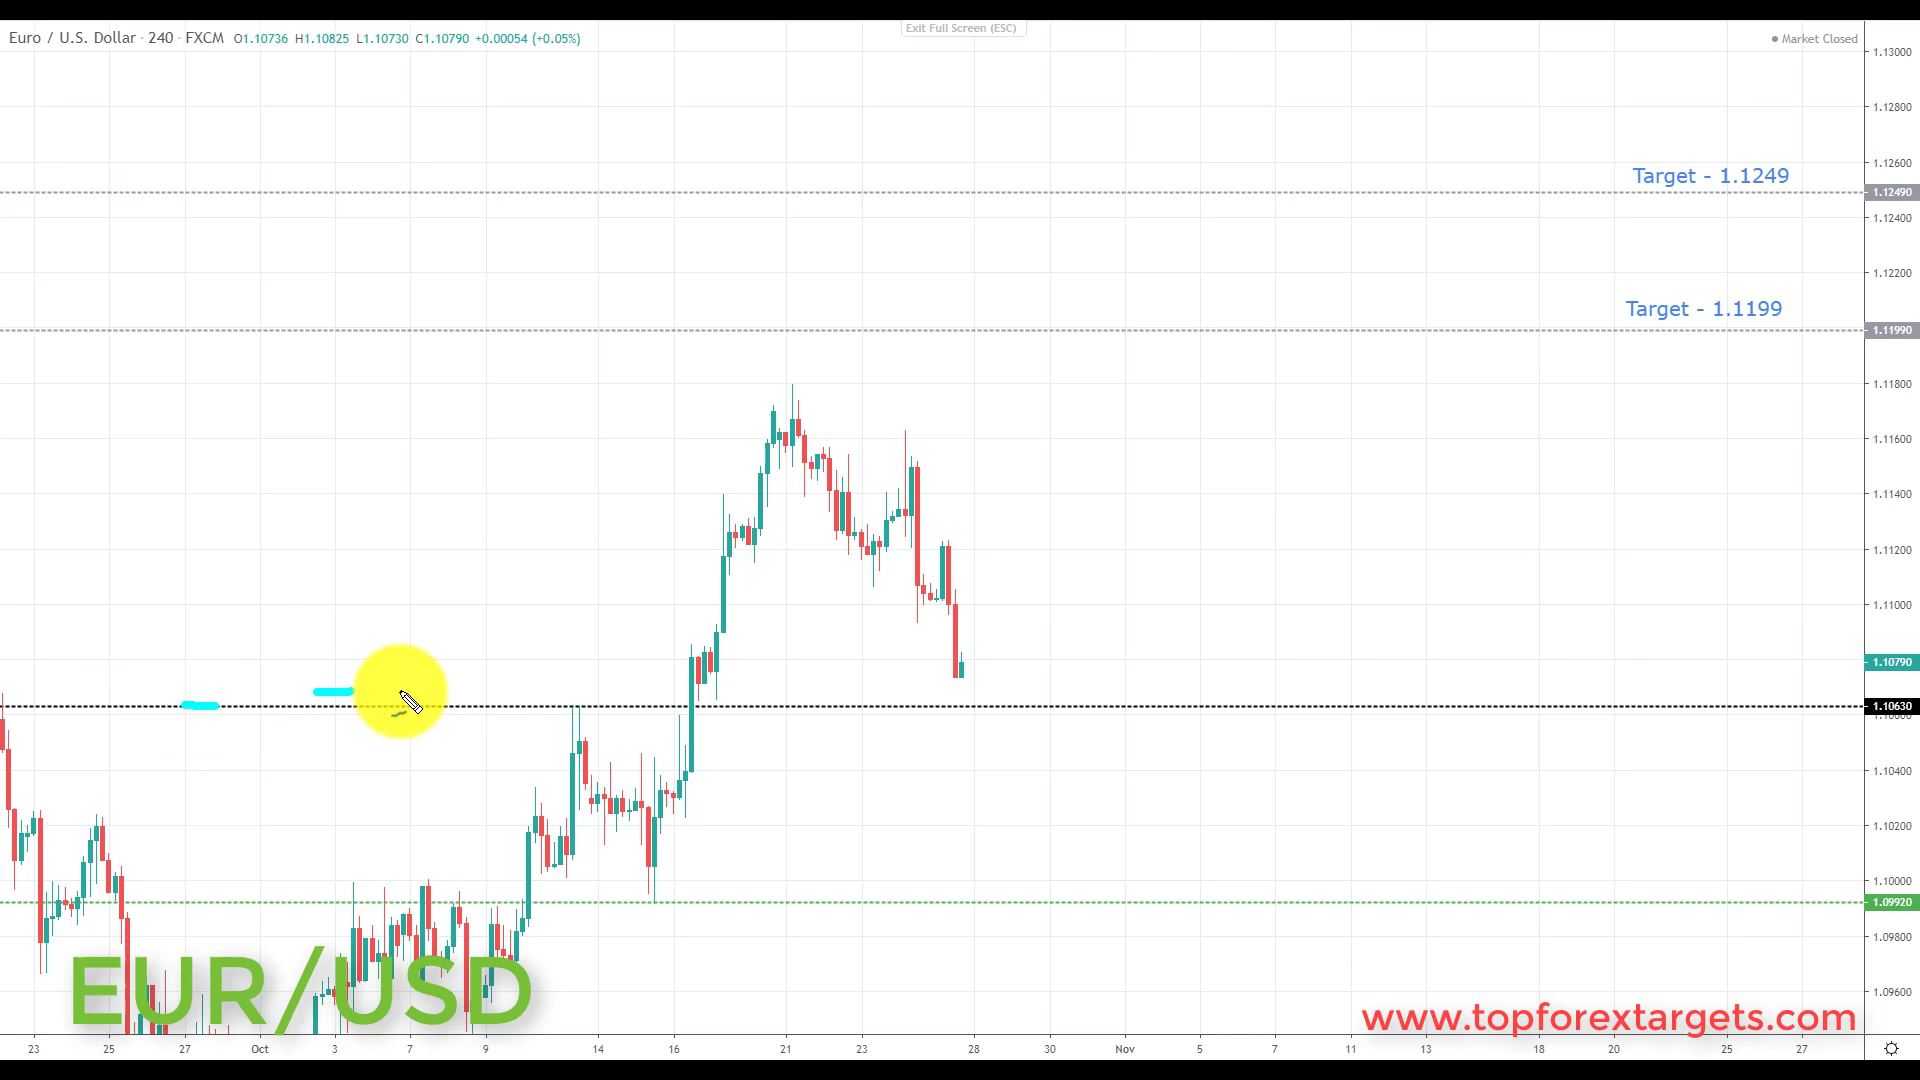 Exit Full Screen (ESC)
Euro / U.S. Dollar · 240 · FXCM O1.10736 H1.10825 L1.10730 C1.10790 +0.00054 (+0.05%)
Market Closed
1.13000
1.12800
1.12600
Target - 1.1249
1.12490
1.12400
1.12200
Target - 1.1199
1.11990
1.11800
1.11600
1.11400
1.11200
1.11000
1.10790
1.10630
1.10600
1.10400
1.10200
1.10000
1.09920
1.09800
1.09600
EUR/USD
www.topforextargets.com
23 25 27 Oct 3 7 9 14 16 21 23 28 30 Nov 5 7 11 13 18 20 25 27